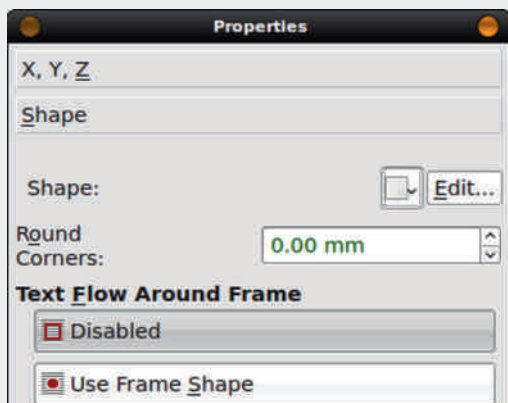 Properties
X, Y, Z
Shape
Shape:
Edit...
Round
Corners:
0.00 mm
Text Flow Around Frame
Disabled
Use Frame Shape